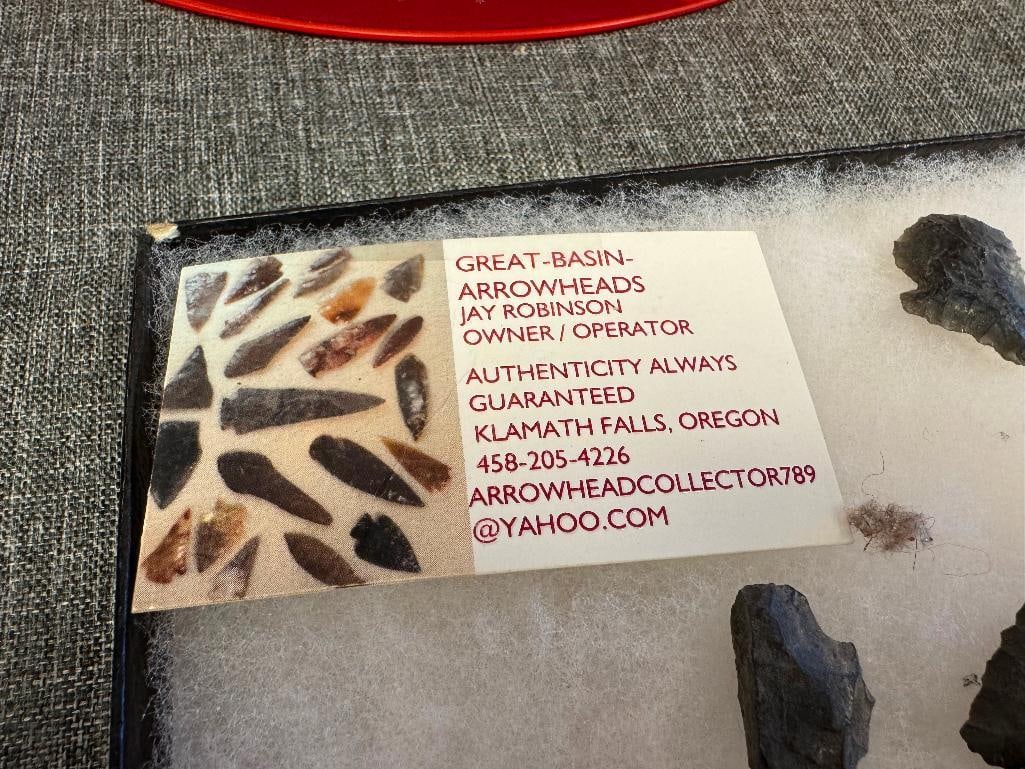 GREAT-BASIN-
ARROWHEADS
JAY ROBINSON
OWNER / OPERATOR
AUTHENTICITY ALWAYS
GUARANTEED
KLAMATH FALLS, OREGON
458-205-4226
ARROWHEADCOLLECTOR789
@YAHOO.COM